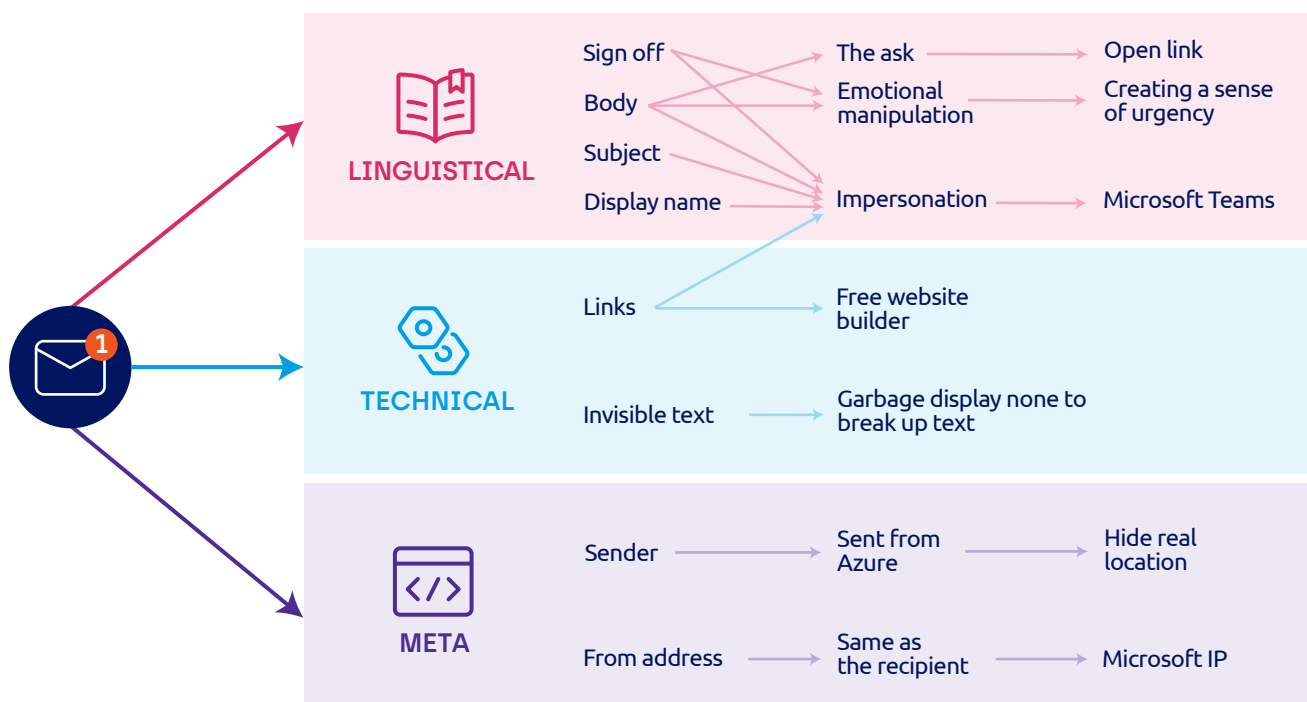 Sign off
The ask
Open link
Body
Emotional
manipulation
Creating a sense
of urgency
LINGUISTICAL
Subject
Display name
Impersonation
Microsoft Teams
1
Links
Free website
builder
TECHNICAL
Invisible text
Garbage display none to
break up text
Sender
Sent from
Azure
Hide real
location
</>
META
From address
Same as
the recipient
Microsoft IP